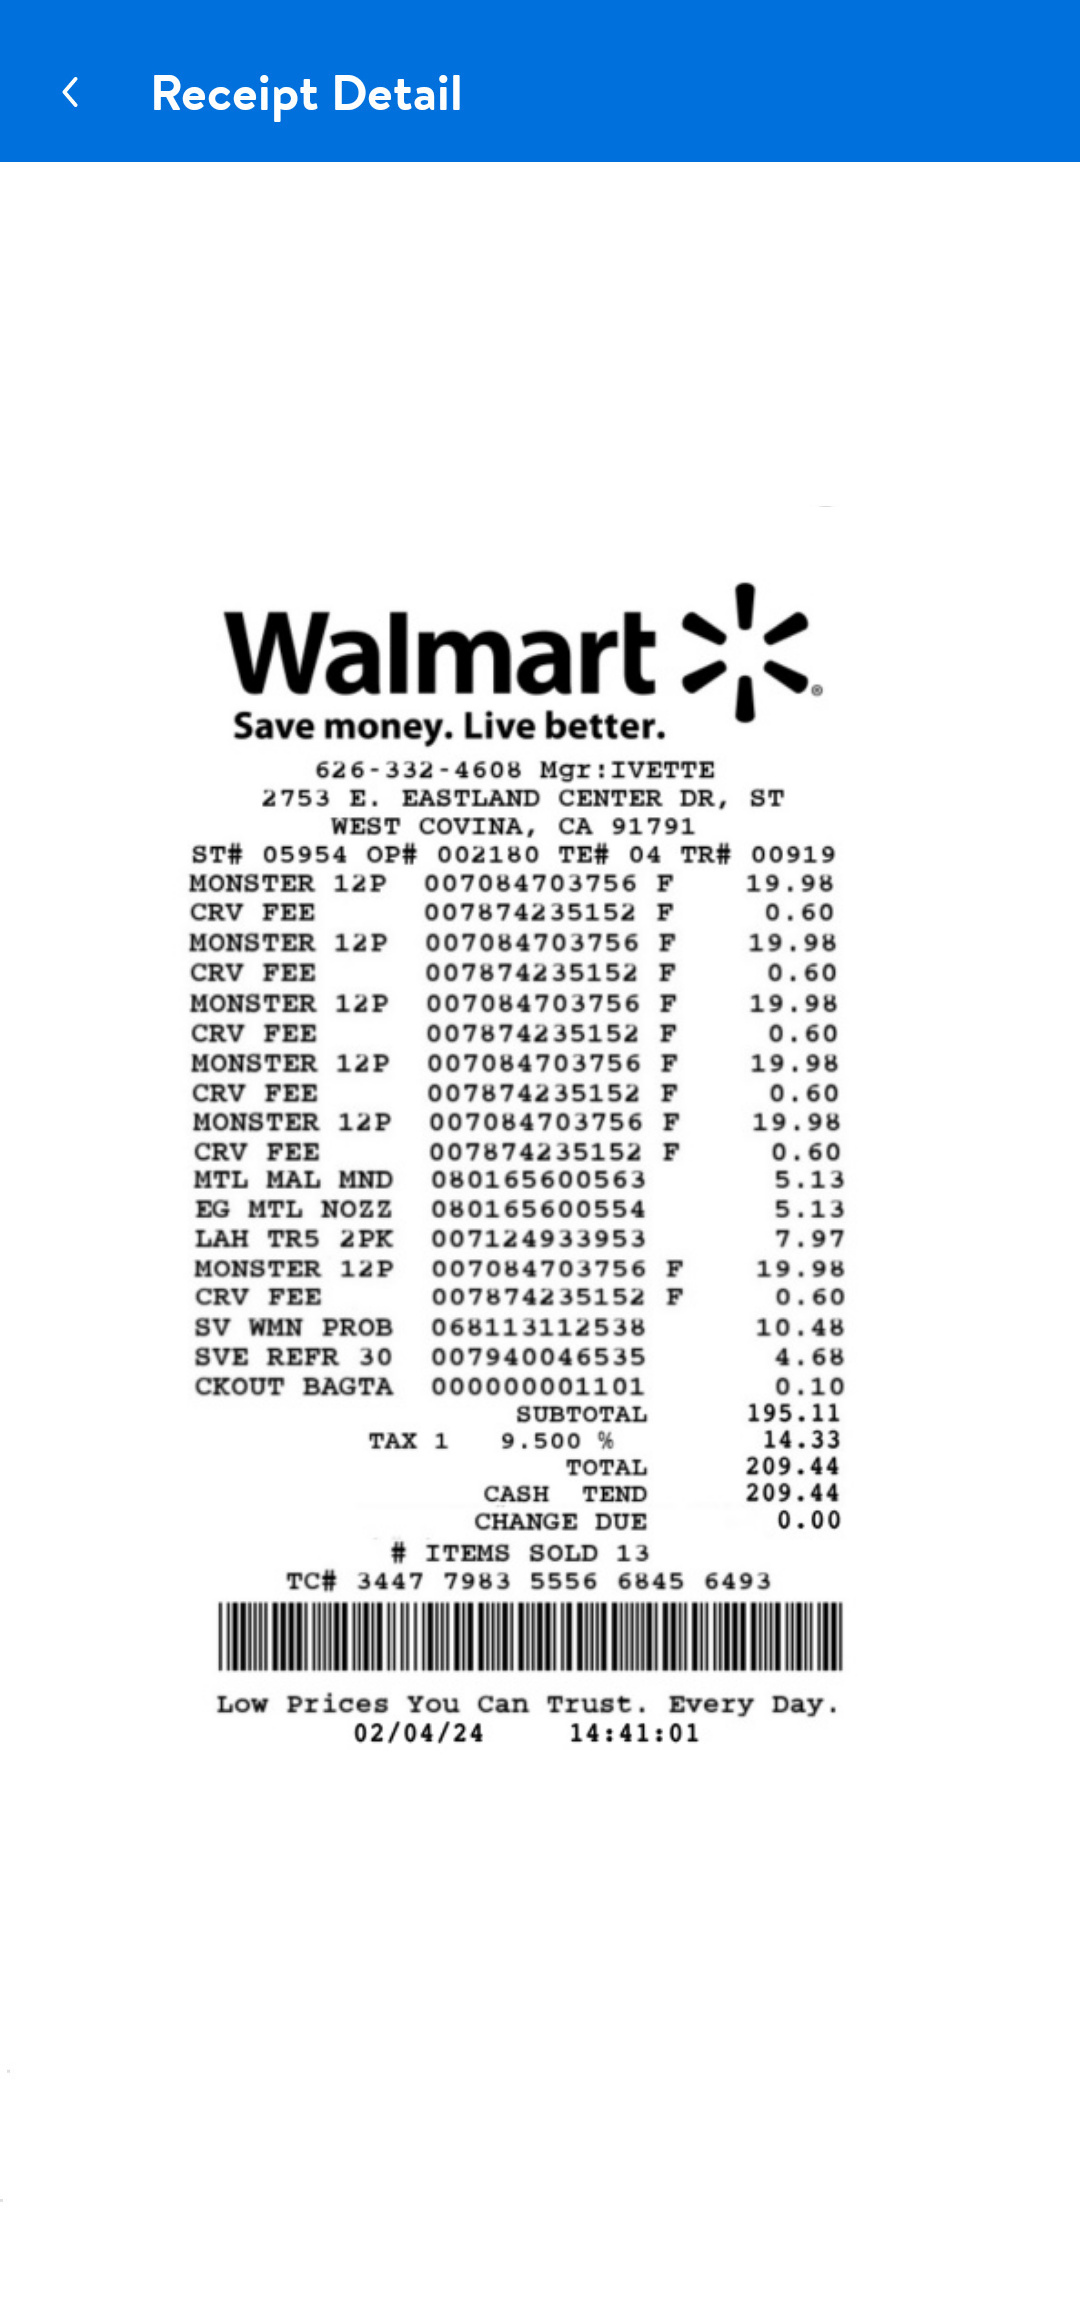 Receipt Detail
Walmart
Save money. Live better.
626-332-4608 Mgr:IVETTE
2753 E. EASTLAND CENTER DR, ST
WEST COVINA, CA 91791
ST# 05954 OP# 002180 TE# 04 TR# 00919
MONSTER 12P 007084703756 F 19.98
CRV FEE 007874235152 F 0.60
MONSTER 12P 007084703756 F 19.98
CRV FEE 007874235152 F 0.60
MONSTER 12P 007084703756 F 19.98
CRV FEE 007874235152 F 0.60
MONSTER 12P 007084703756 F 19.98
CRV FEE 007874235152 F 0.60
MONSTER 12P 007084703756 F 19.98
CRV FEE 007874235152 F 0.60
MTL MAL MND 080165600563 5.13
EG MTL NOZZ 080165600554 5.13
LAH TR5 2PK 007124933953 7.97
MONSTER 12P 007084703756 F 19.98
CRV FEE 007874235152 F 0.60
SV WMN PROB 068113112538 10.48
SVE REFR 30 007940046535 4.68
CKOUT BAGTA 000000001101 0.10
SUBTOTAL 195.11
TAX 1 9.500 % 14.33
TOTAL 209.44
CASH TEND 209.44
CHANGE DUE 0.00
# ITEMS SOLD 13
TC# 3447 7983 5556 6845 6493
Low Prices You Can Trust. Every Day.
02/04/24 14:41:01